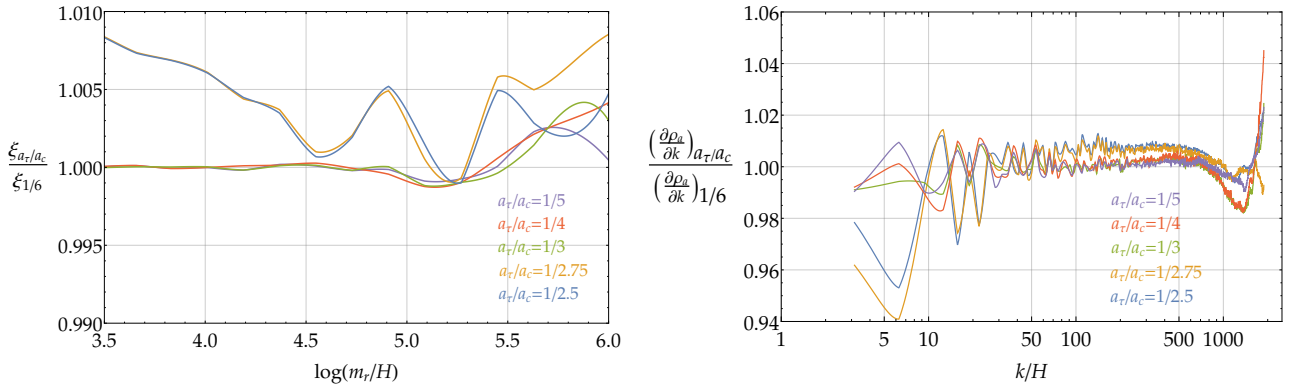 1.010
1.005
1.000
0.995
0.990
ξ_{a_τ/a_c}
ξ_{1/6}
a_τ/a_c=1/5
a_τ/a_c=1/4
a_τ/a_c=1/3
a_τ/a_c=1/2.75
a_τ/a_c=1/2.5
3.5 4.0 4.5 5.0 5.5 6.0
log(m_r/H)
1.06
1.04
1.02
1.00
0.98
0.96
0.94
(∂ρ_a/∂k)_{a_τ/a_c}
(∂ρ_a/∂k)_{1/6}
a_τ/a_c=1/5
a_τ/a_c=1/4
a_τ/a_c=1/3
a_τ/a_c=1/2.75
a_τ/a_c=1/2.5
1 5 10 50 100 500 1000
k/H